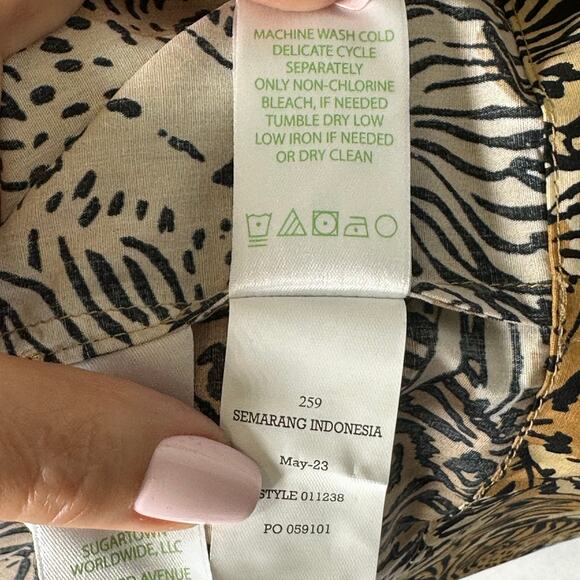 MACHINE WASH COLD
DELICATE CYCLE
SEPARATELY
ONLY NON-CHLORINE
BLEACH, IF NEEDED
TUMBLE DRY LOW
LOW IRON IF NEEDED
OR DRY CLEAN
259
SEMARANG INDONESIA
May-23
STYLE 011238
PO 059101
SUGARTOWN
WORLDWIDE, LLC
AVENUE